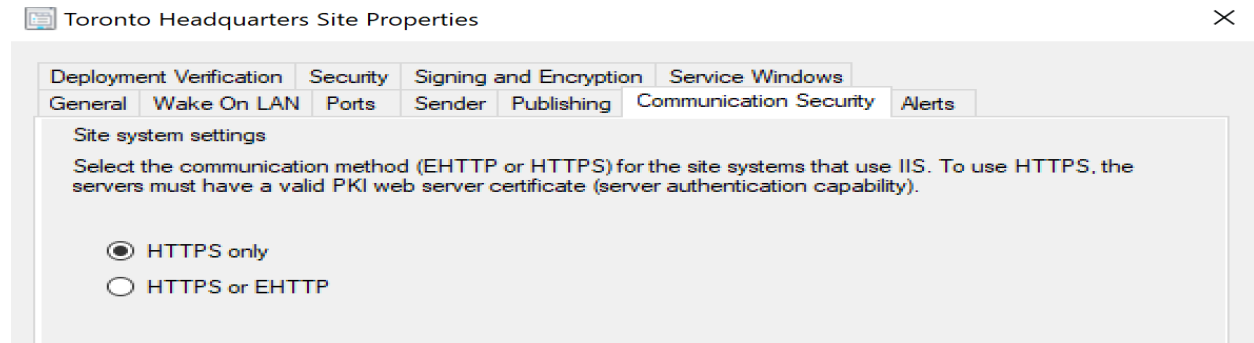 Toronto Headquarters Site Properties
Deployment Verification Security Signing and Encryption Service Windows
General Wake On LAN Ports Sender Publishing Communication Security Alerts
Site system settings
Select the communication method (EHTTP or HTTPS) for the site systems that use IIS. To use HTTPS, the
servers must have a valid PKI web server certificate (server authentication capability).
HTTPS only
HTTPS or EHTTP